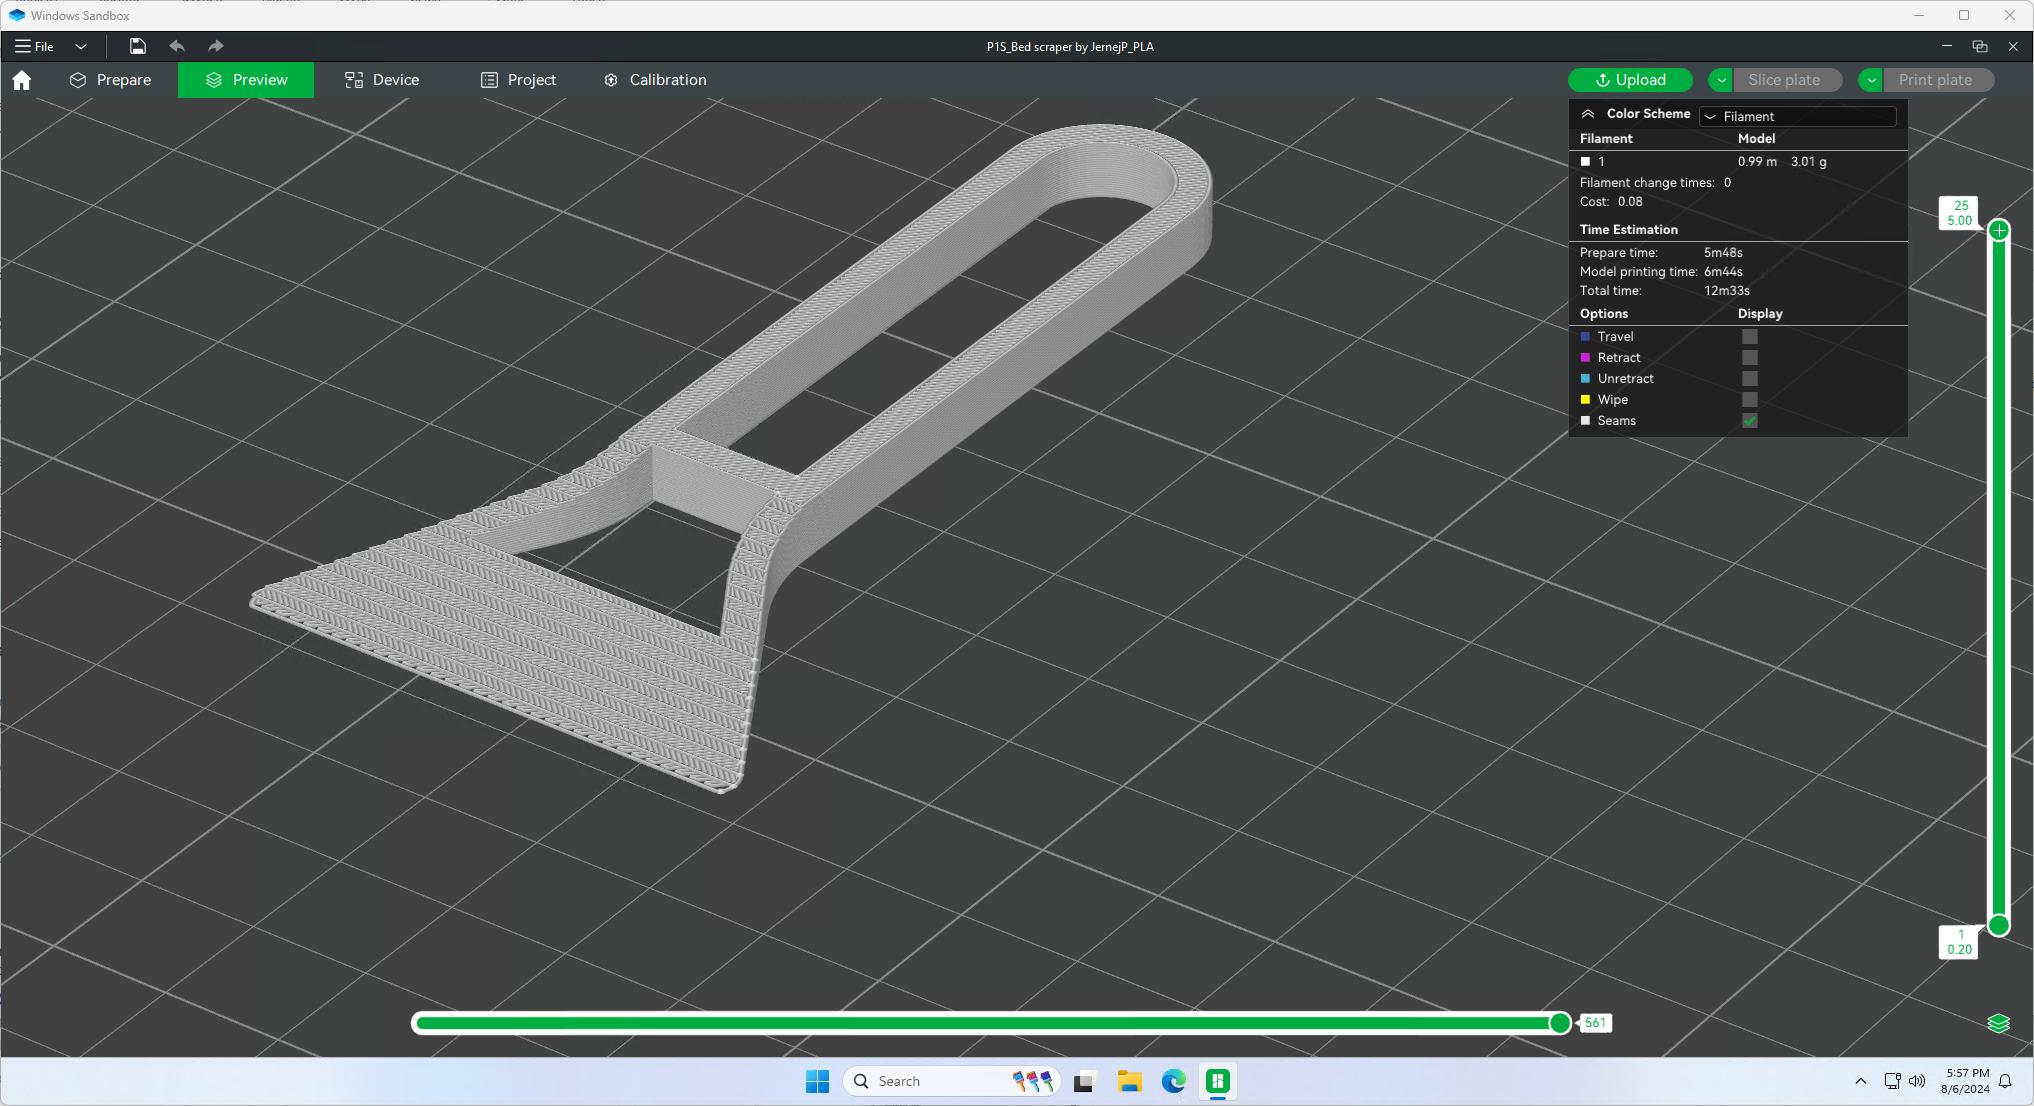 Windows Sandbox
File
P1S_Bed scraper by JernejP_PLA
Prepare
Preview
Device
Project
Calibration
Upload
Slice plate
Print plate
Color Scheme Filament
Filament Model
1 0.99 m 3.01 g
Filament change times: 0
Cost: 0.08
Time Estimation
Prepare time: 5m48s
Model printing time: 6m44s
Total time: 12m33s
Options Display
Travel
Retract
Unretract
Wipe
Seams
25
5.00
1
0.20
561
Search
5:57 PM
8/6/2024